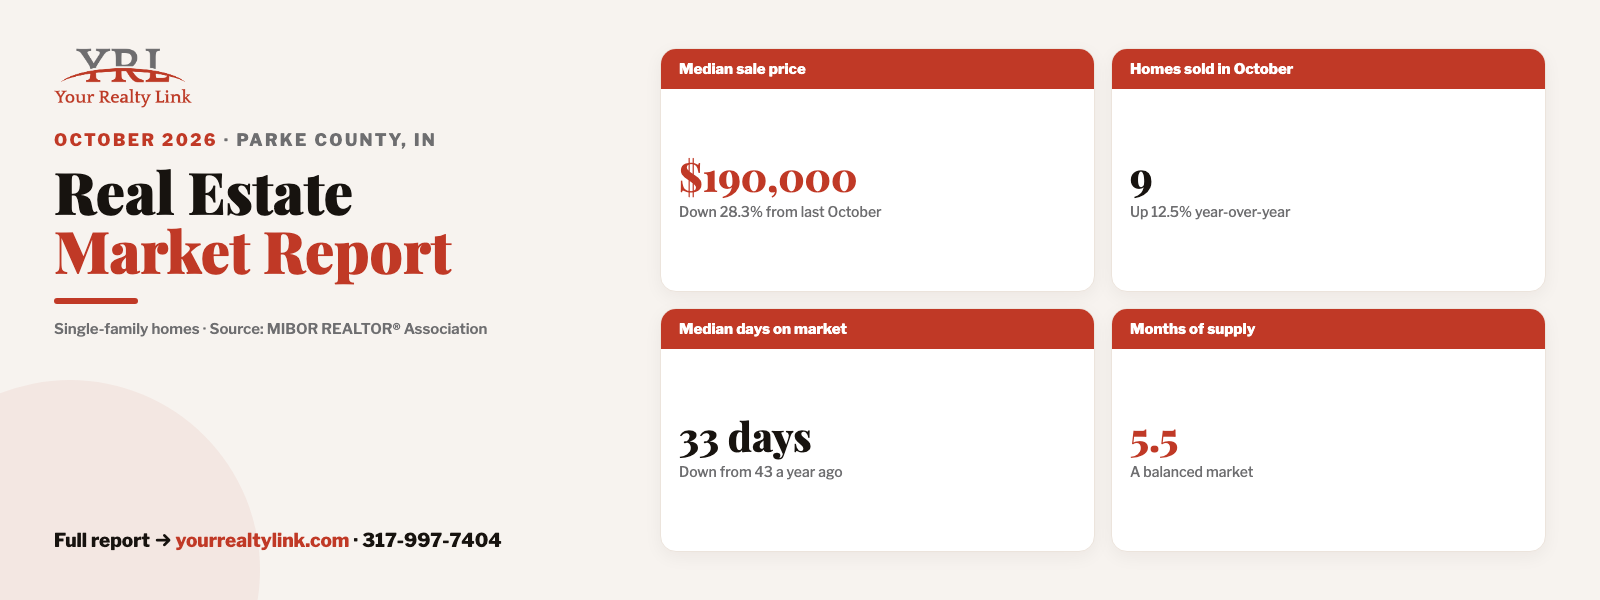 YRL
Your Realty Link
OCTOBER 2026 · PARKE COUNTY, IN
Real Estate
Market Report
Single-family homes · Source: MIBOR REALTOR® Association
Full report → yourrealtylink.com · 317-997-7404
Median sale price
$190,000
Down 28.3% from last October
Homes sold in October
9
Up 12.5% year-over-year
Median days on market
33 days
Down from 43 a year ago
Months of supply
5.5
A balanced market